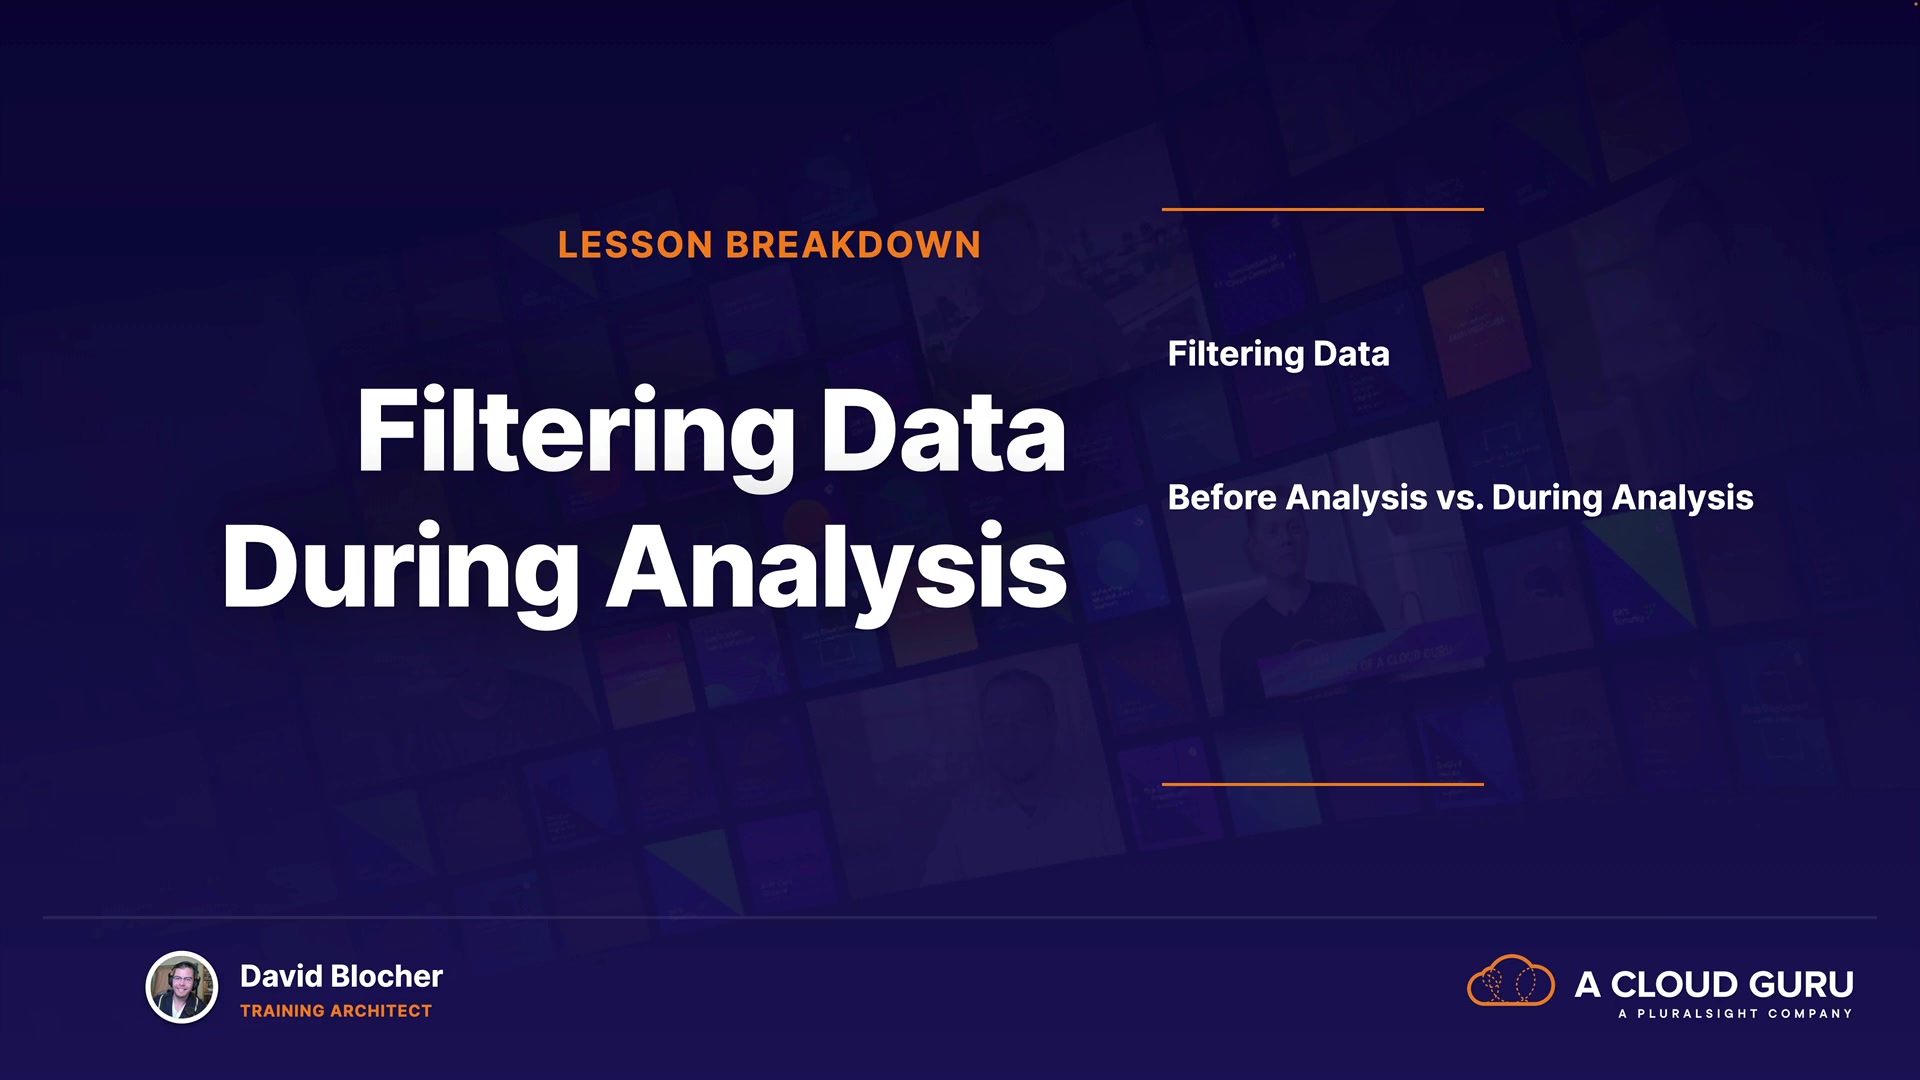 LESSON BREAKDOWN
Filtering Data
During Analysis
Filtering Data
Before Analysis vs. During Analysis
David Blocher
TRAINING ARCHITECT
A CLOUD GURU
A PLURALSIGHT COMPANY